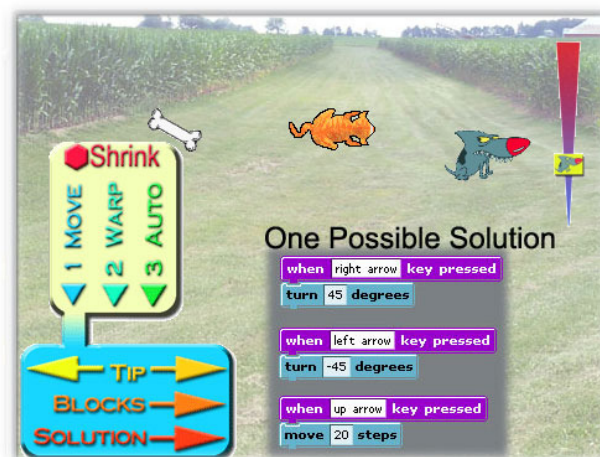 Shrink
1 MOVE
2 WARP
3 AUTO
TIP
BLOCKS
SOLUTION
One Possible Solution
when right arrow key pressed
turn 45 degrees
when left arrow key pressed
turn -45 degrees
when up arrow key pressed
move 20 steps